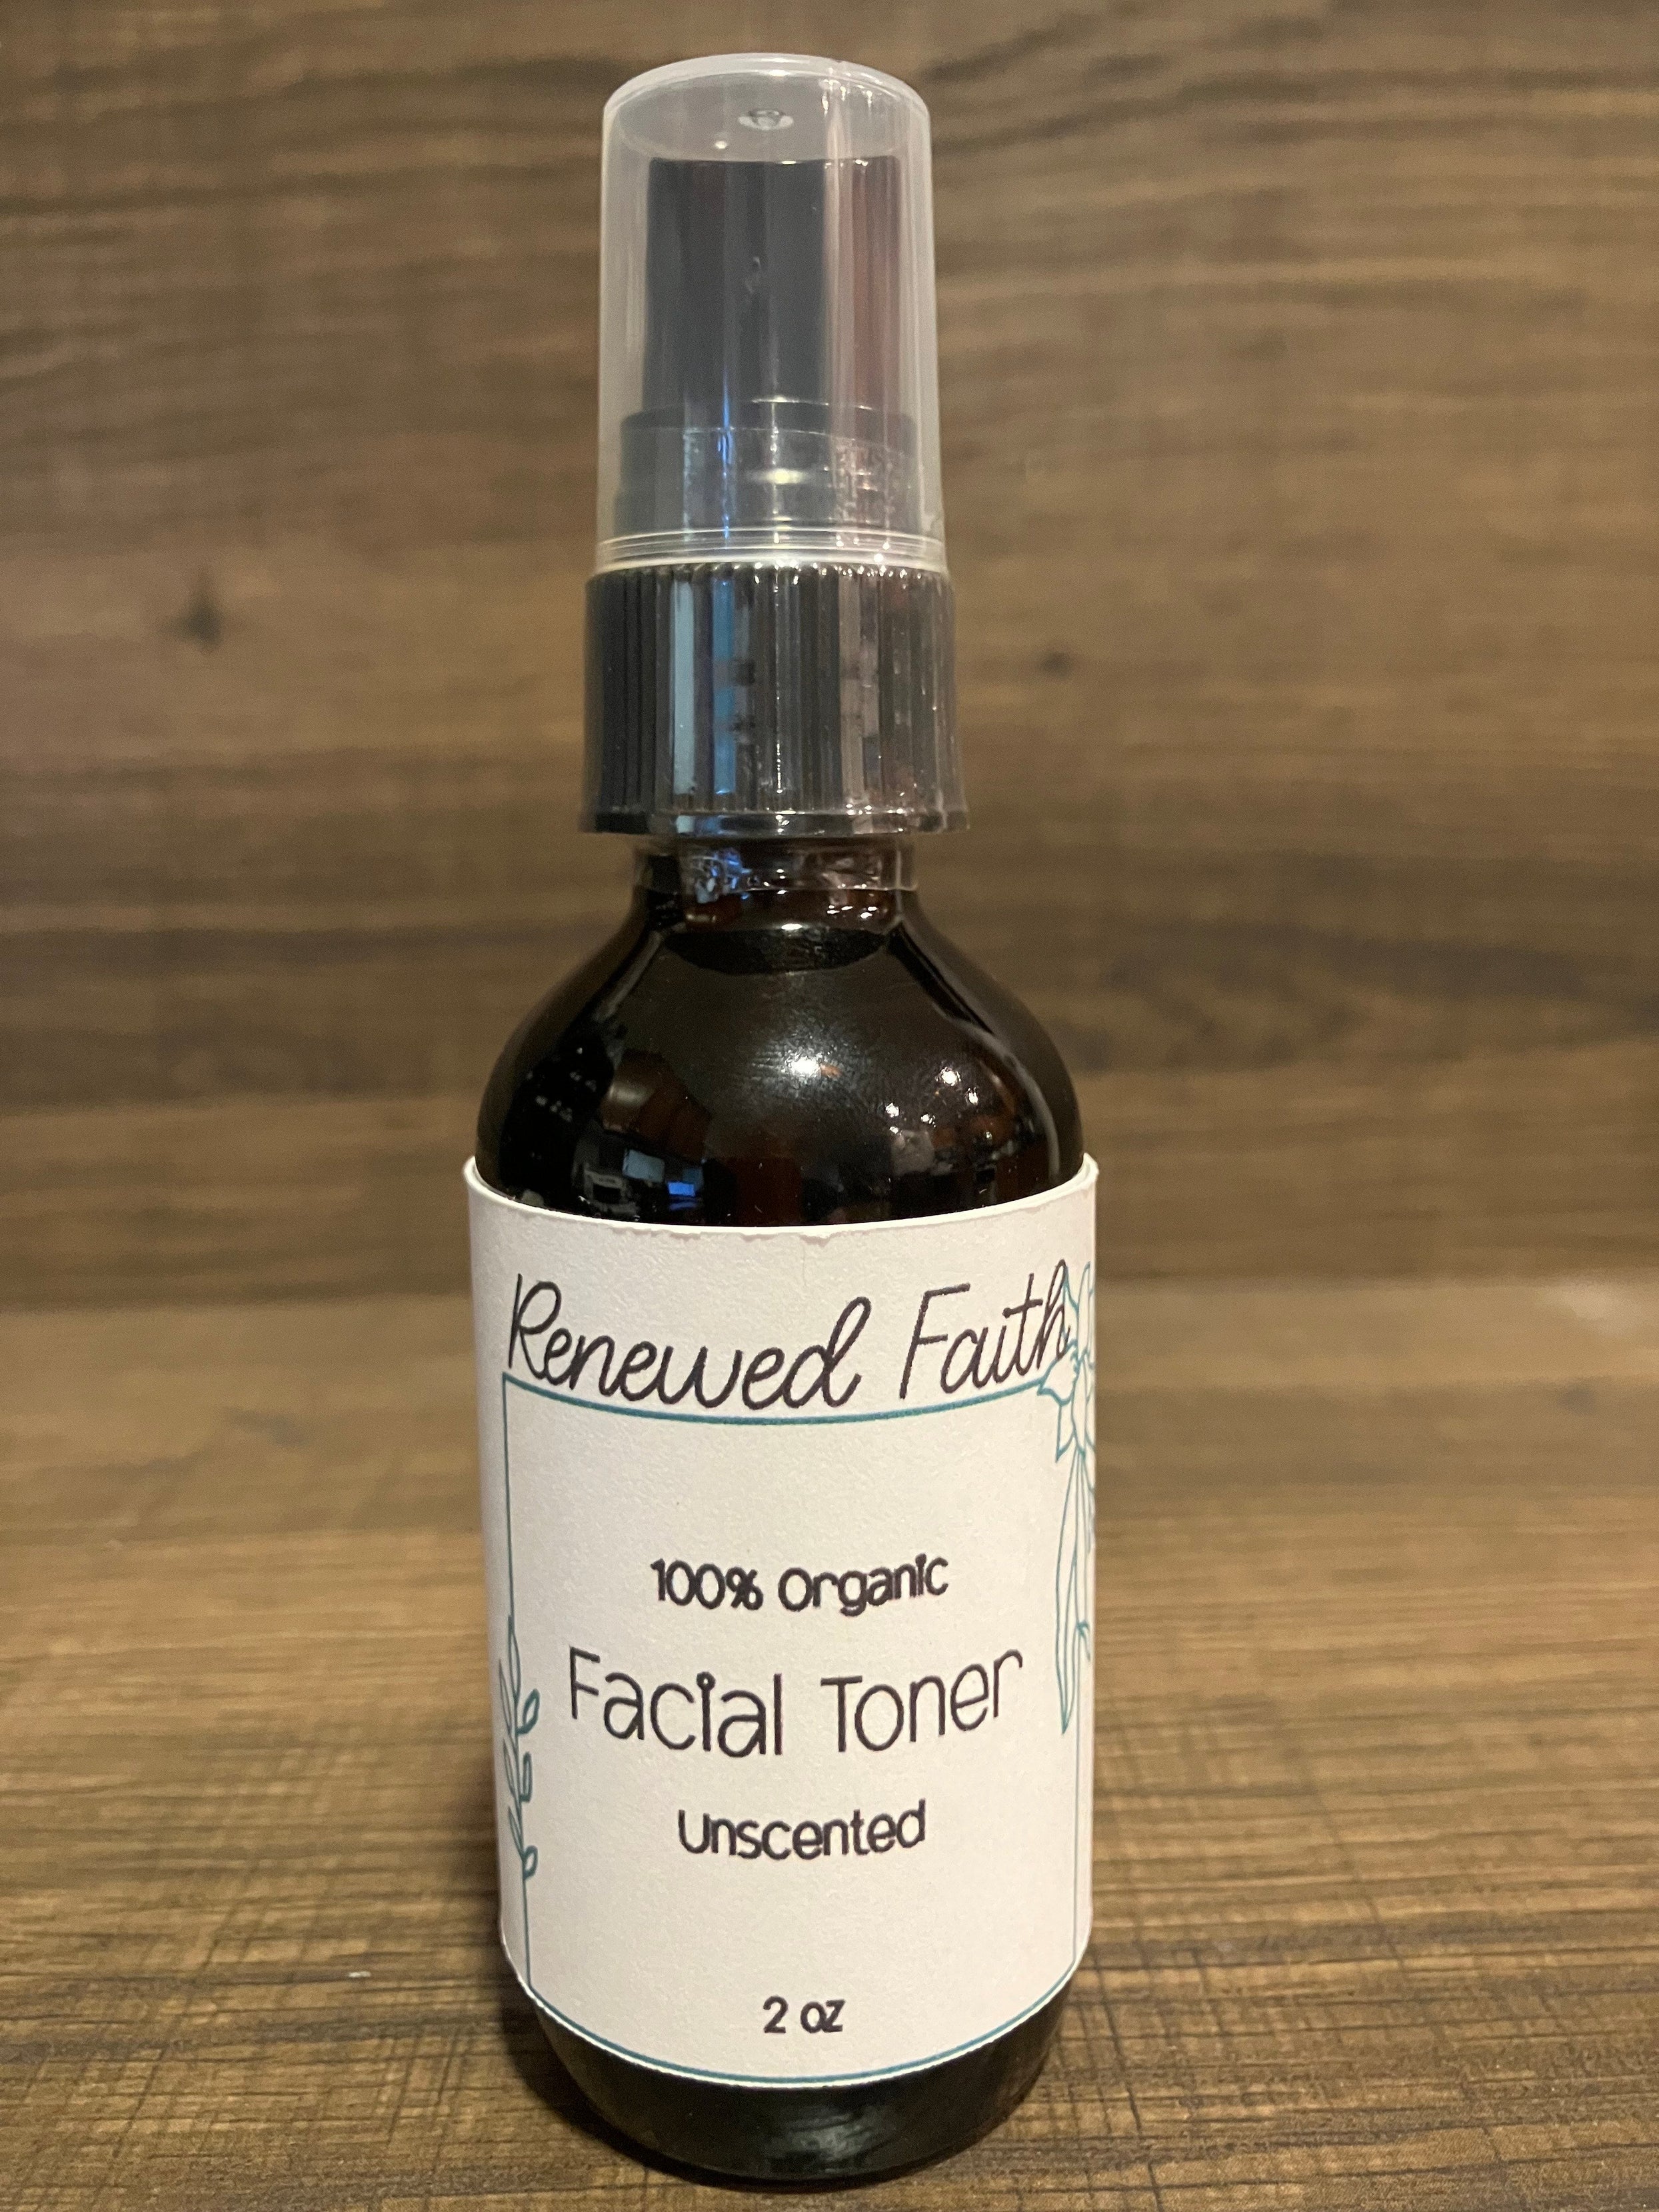 Renewed Faith
100% Organic
Facial Toner
Unscented
2 oz